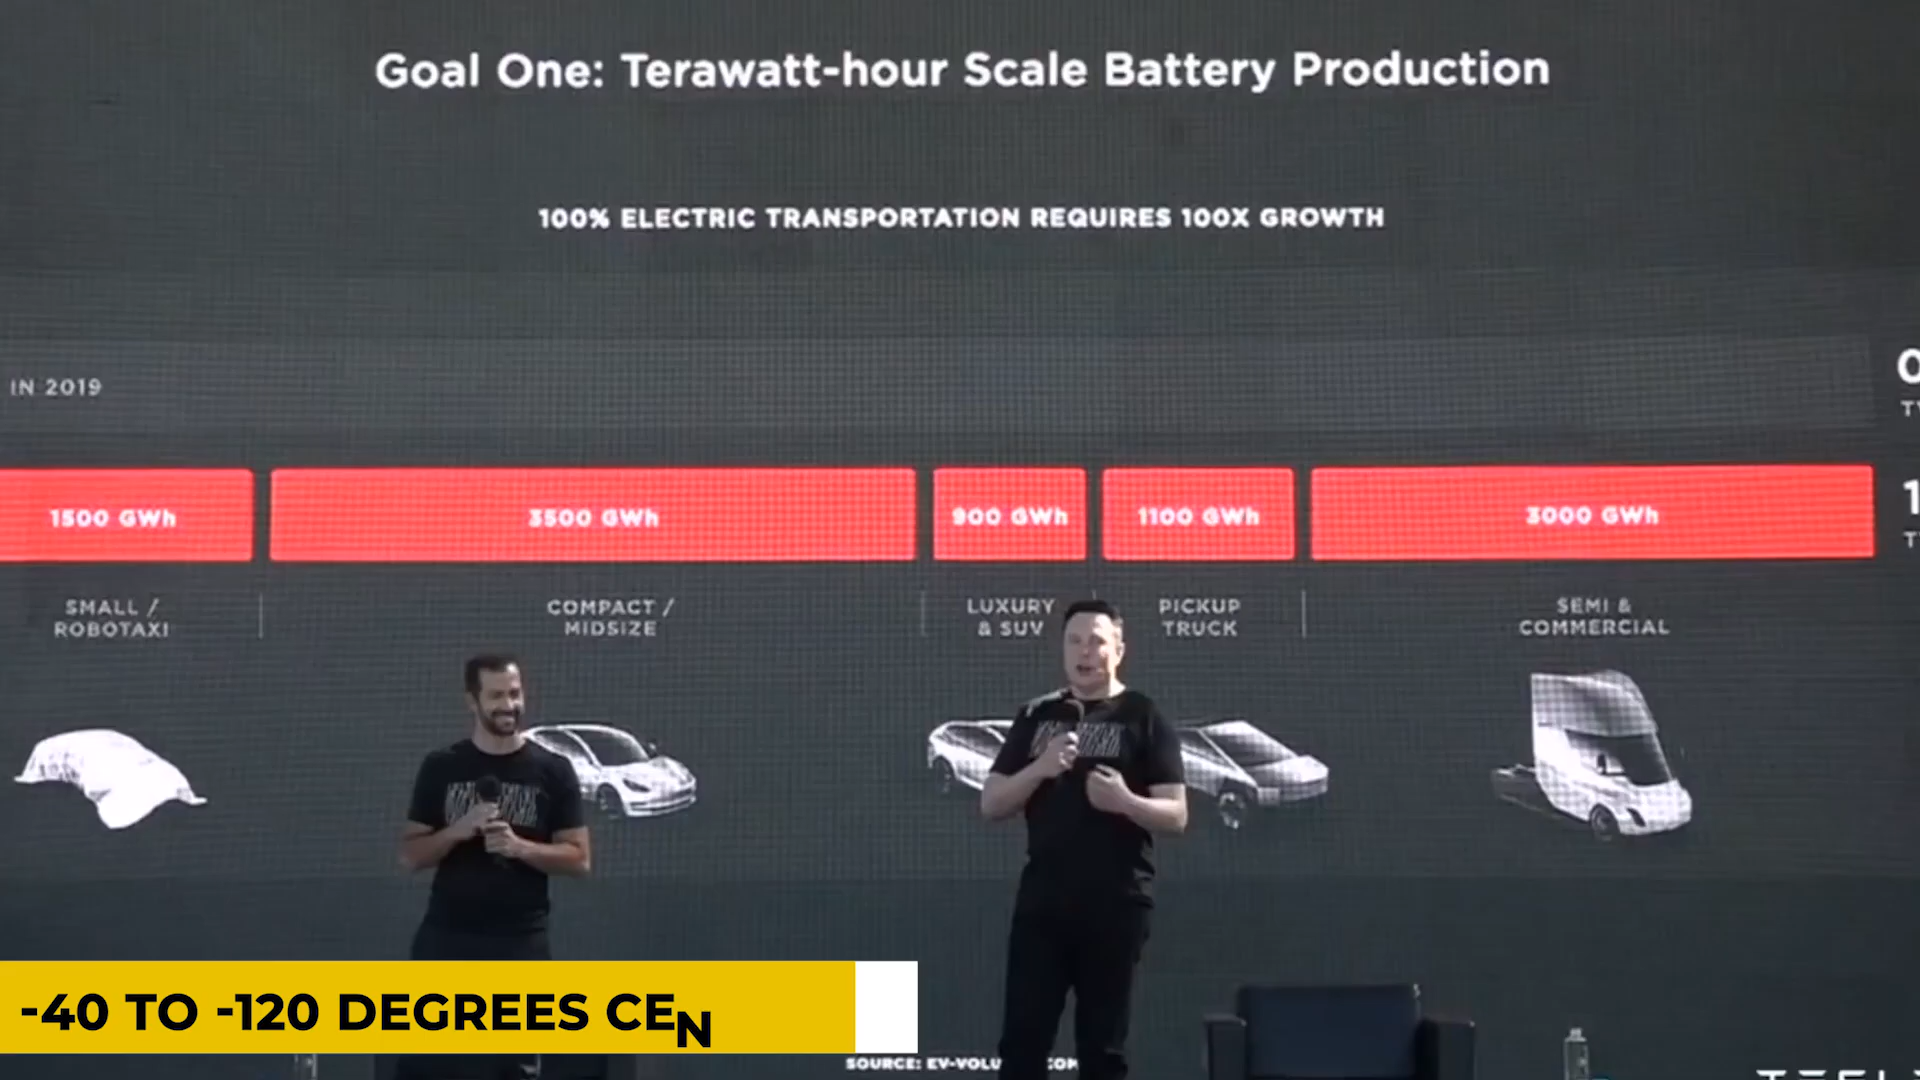 Goal One: Terawatt-hour Scale Battery Production
100% ELECTRIC TRANSPORTATION REQUIRES 100X GROWTH
IN 2019
1500 GWh
3500 GWh
900 GWh
1100 GWh
3000 GWh
SMALL /
ROBOTAXI
COMPACT /
MIDSIZE
LUXURY
& SUV
PICKUP
TRUCK
SEMI &
COMMERCIAL
-40 TO -120 DEGREES CEN
SOURCE: